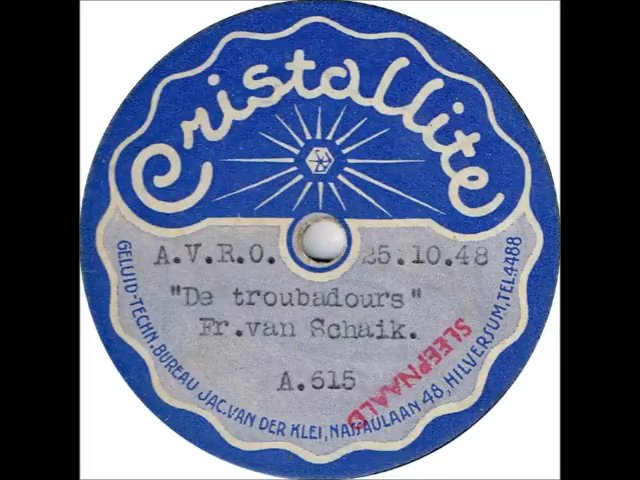 Cristallite
A.V.R.O. 25.10.48
"De troubadours"
Fr.van Schaik.
A.615
SLEEPNAALD
GELUID-TECHN.BUREAU JAC.VAN DER KLEI, NASSAULAAN 48, HILVERSUM, TEL.4488